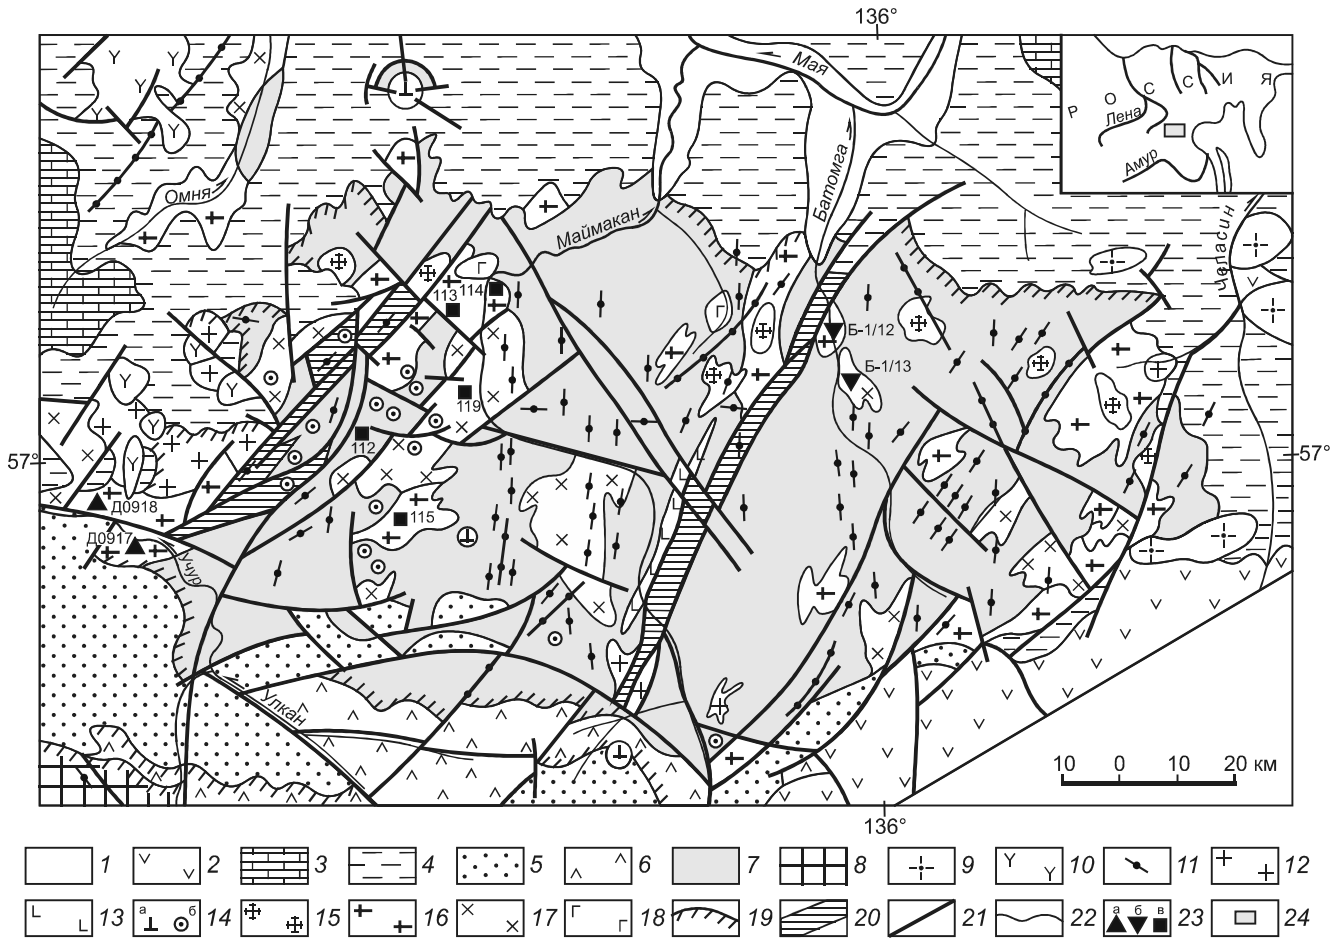 136°
Мая
Р О С С И Я
Лена
Амур
Омня
Батомга
Маймакан
Челасин
114
113
Б-1/12
Б-1/13
119
112
57°
57°
Д0918
115
Д0917
Учур
Улкан
10 0 10 20 км
136°
1 2 3 4 5 6 7 8 9 10 11 12
а б
а б в
13 14 15 16 17 18 19 20 21 22 23 24